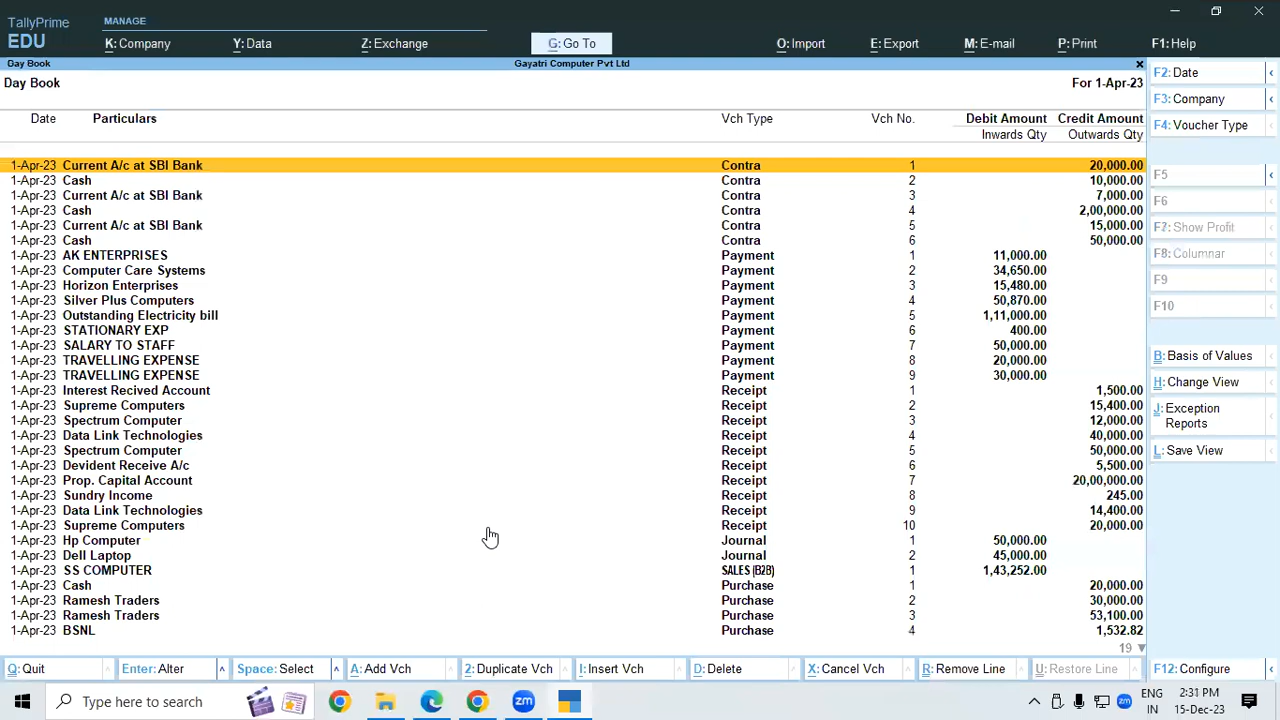 TallyPrime
EDU
MANAGE
K: Company Y: Data Z: Exchange G: Go To O: Import E: Export M: E-mail P: Print F1: Help
Day Book Gayatri Computer Pvt Ltd ×
Day Book For 1-Apr-23
Date Particulars Vch Type Vch No. Debit Amount Credit Amount
Inwards Qty Outwards Qty
1-Apr-23 Current A/c at SBI Bank Contra 1 20,000.00
1-Apr-23 Cash Contra 2 10,000.00
1-Apr-23 Current A/c at SBI Bank Contra 3 7,000.00
1-Apr-23 Cash Contra 4 2,00,000.00
1-Apr-23 Current A/c at SBI Bank Contra 5 15,000.00
1-Apr-23 Cash Contra 6 50,000.00
1-Apr-23 AK ENTERPRISES Payment 1 11,000.00
1-Apr-23 Computer Care Systems Payment 2 34,650.00
1-Apr-23 Horizon Enterprises Payment 3 15,480.00
1-Apr-23 Silver Plus Computers Payment 4 50,870.00
1-Apr-23 Outstanding Electricity bill Payment 5 1,11,000.00
1-Apr-23 STATIONARY EXP Payment 6 400.00
1-Apr-23 SALARY TO STAFF Payment 7 50,000.00
1-Apr-23 TRAVELLING EXPENSE Payment 8 20,000.00
1-Apr-23 TRAVELLING EXPENSE Payment 9 30,000.00
1-Apr-23 Interest Recived Account Receipt 1 1,500.00
1-Apr-23 Supreme Computers Receipt 2 15,400.00
1-Apr-23 Spectrum Computer Receipt 3 12,000.00
1-Apr-23 Data Link Technologies Receipt 4 40,000.00
1-Apr-23 Spectrum Computer Receipt 5 50,000.00
1-Apr-23 Devident Receive A/c Receipt 6 5,500.00
1-Apr-23 Prop. Capital Account Receipt 7 20,00,000.00
1-Apr-23 Sundry Income Receipt 8 245.00
1-Apr-23 Data Link Technologies Receipt 9 14,400.00
1-Apr-23 Supreme Computers Receipt 10 20,000.00
1-Apr-23 Hp Computer Journal 1 50,000.00
1-Apr-23 Dell Laptop Journal 2 45,000.00
1-Apr-23 SS COMPUTER SALES (B2B) 1 1,43,252.00
1-Apr-23 Cash Purchase 1 20,000.00
1-Apr-23 Ramesh Traders Purchase 2 30,000.00
1-Apr-23 Ramesh Traders Purchase 3 53,100.00
1-Apr-23 BSNL Purchase 4 1,532.82
19
F2: Date
F3: Company
F4: Voucher Type
F5
F6
F7: Show Profit
F8: Columnar
F9
F10
B: Basis of Values
H: Change View
J: Exception
Reports
L: Save View
Q: Quit Enter: Alter Space: Select A: Add Vch 2: Duplicate Vch I: Insert Vch D: Delete X: Cancel Vch R: Remove Line U: Restore Line F12: Configure
Type here to search
zm
zm
ENG
IN
2:31 PM
15-Dec-23